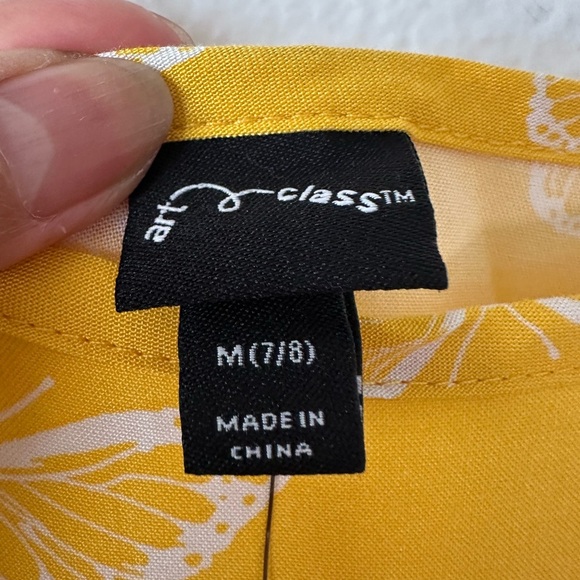 art class™
M(7/8)
MADE IN
CHINA